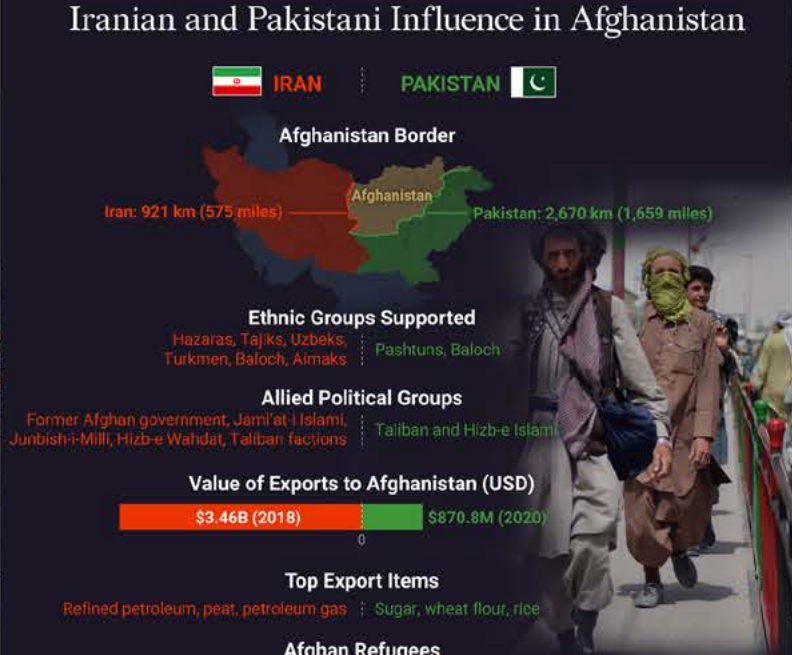 Iranian and Pakistani Influence in Afghanistan
IRAN
PAKISTAN
Afghanistan Border
Afghanistan
Iran: 921 km (575 miles)
Pakistan: 2,670 km (1,659 miles)
Ethnic Groups Supported
Hazaras, Tajiks, Uzbeks,
Turkmen, Baloch, Aimaks
Pashtuns, Baloch
Allied Political Groups
Former Afghan government, Jami'at-i Islami,
Junbish-i-Milli, Hizb-e Wahdat, Taliban factions
Taliban and Hizb-e Islami
Value of Exports to Afghanistan (USD)
$3.46B (2018)
$870.8M (2020)
0
Top Export Items
Refined petroleum, peat, petroleum gas
Sugar, wheat flour, rice
Afghan Refugees